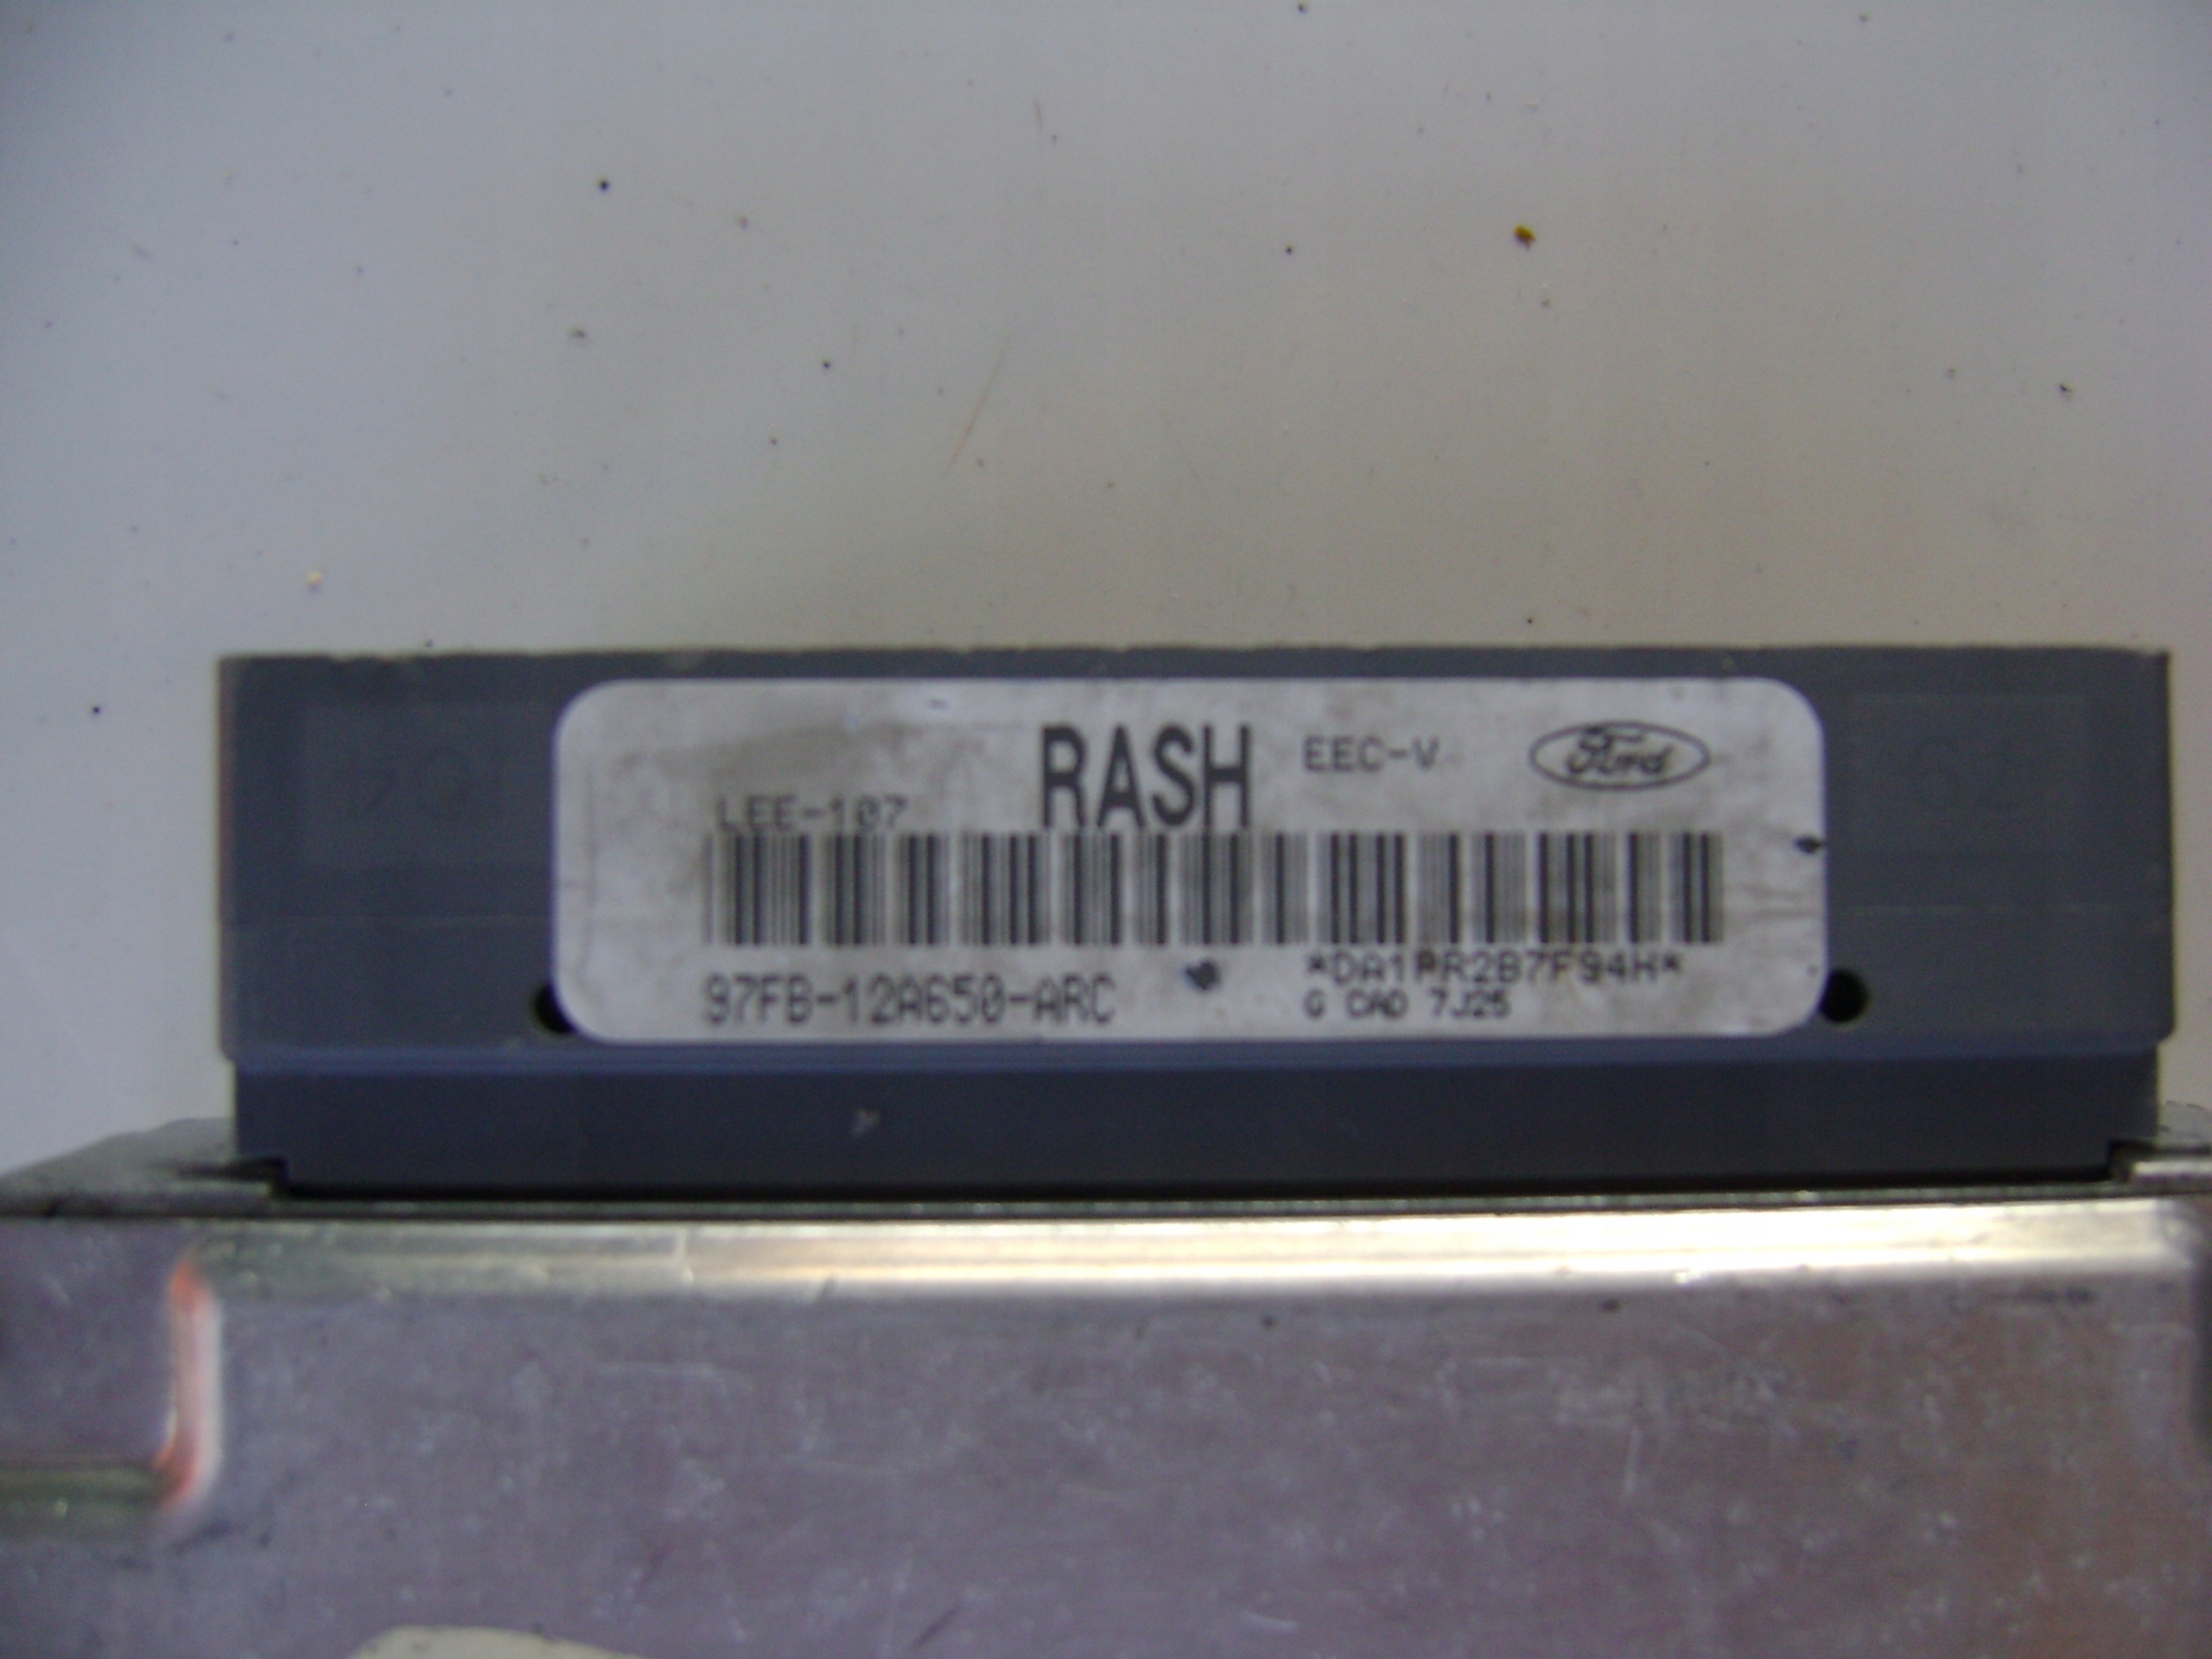 RASH EEC-V Ford
LEE-107
97FB-12A650-ARC *DA1PR2B7F94H*
G CAD 7J25